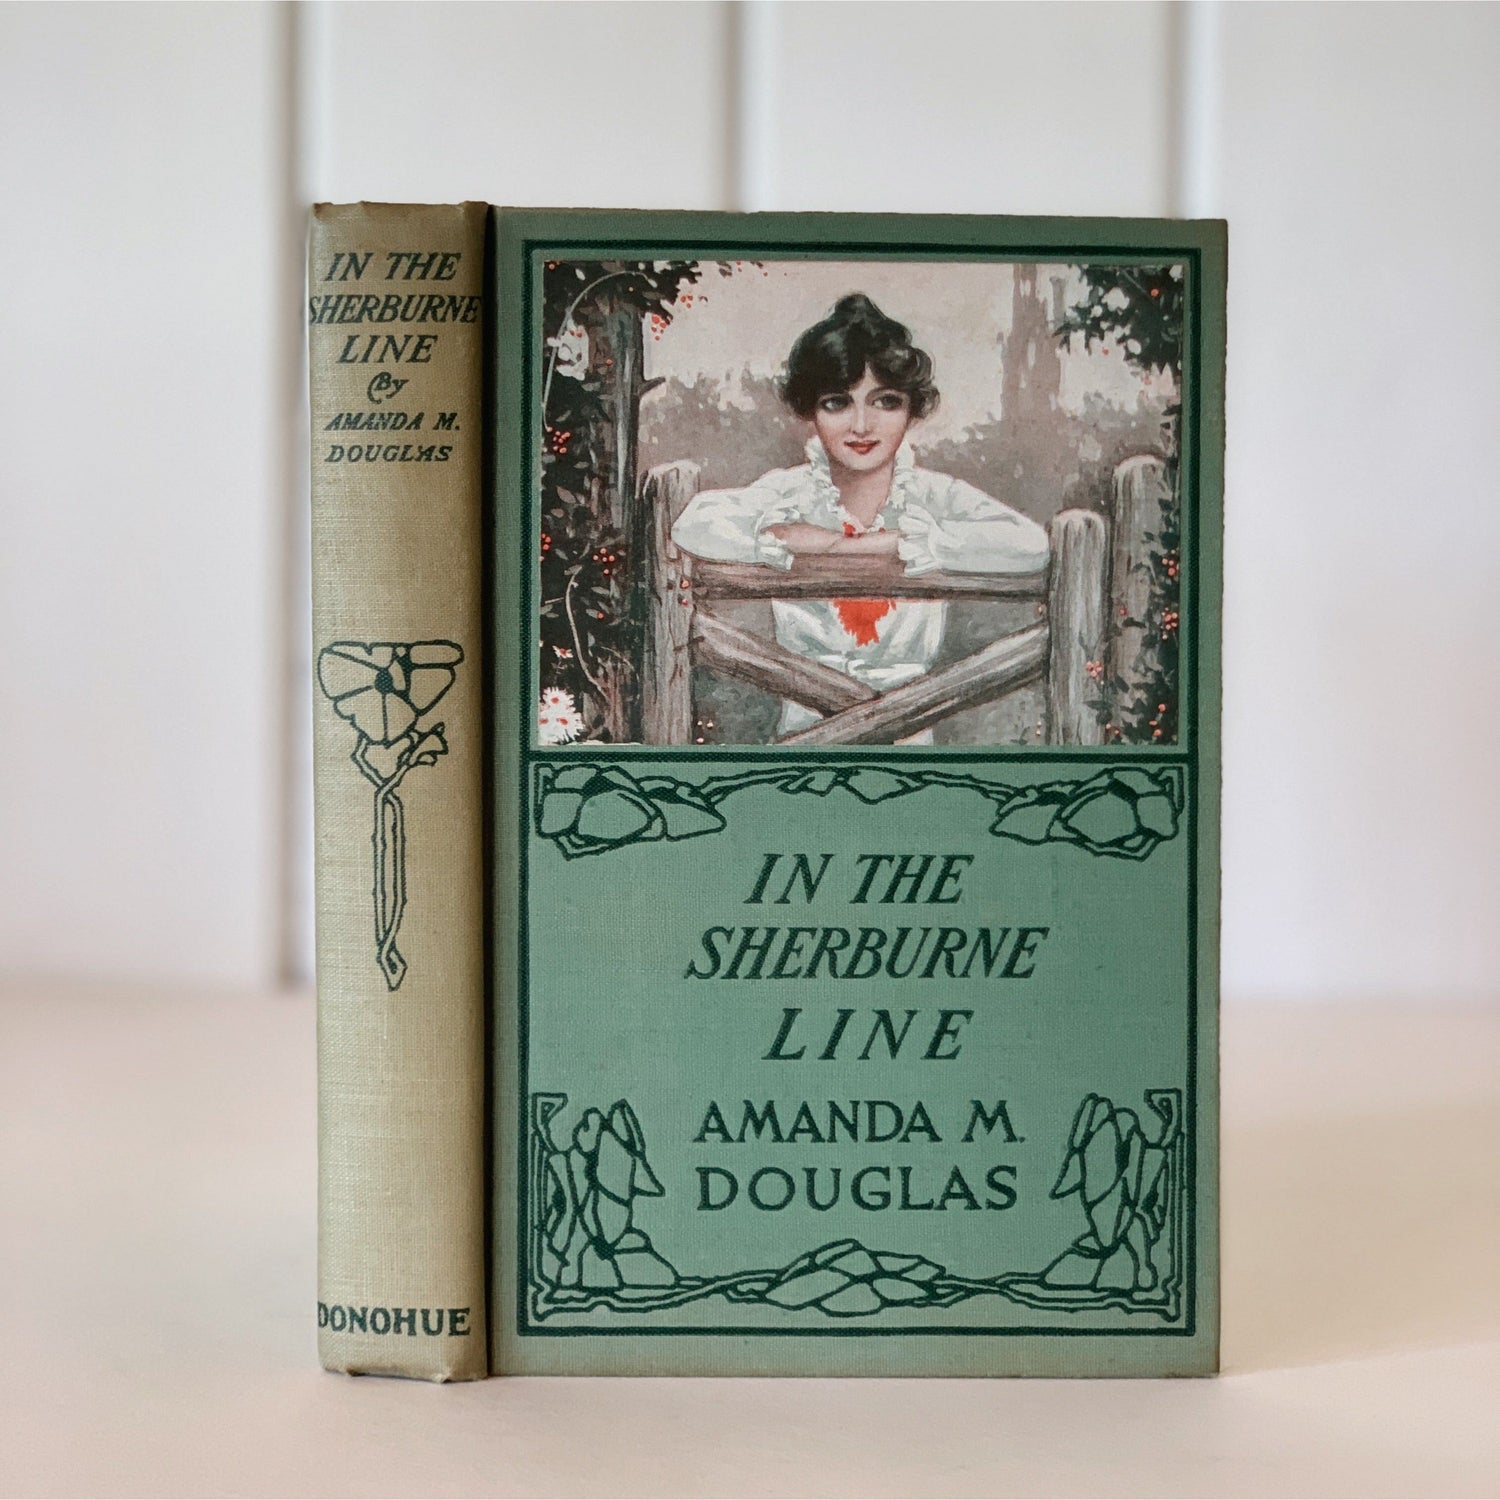 IN THE
SHERBURNE
LINE
By
AMANDA M.
DOUGLAS
DONOHUE
IN THE
SHERBURNE
LINE
AMANDA M.
DOUGLAS